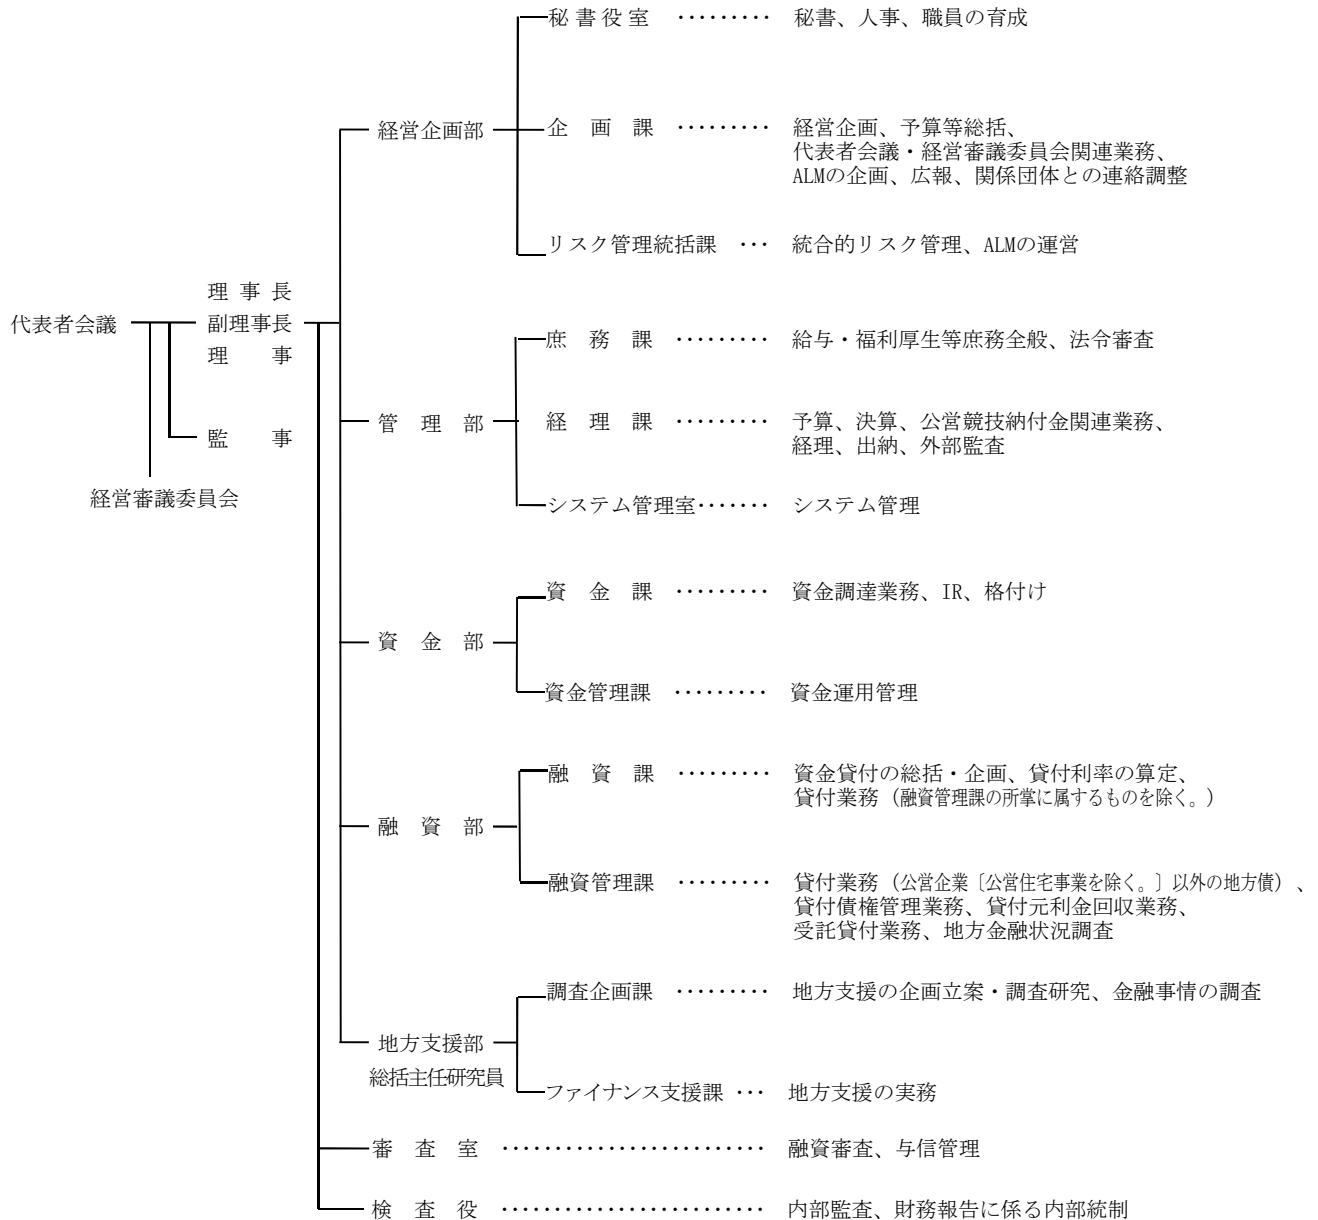 秘書役室 ········· 秘書、人事、職員の育成
経営企画部 企画課 ········· 経営企画、予算等総括、
代表者会議・経営審議委員会関連業務、
ALMの企画、広報、関係団体との連絡調整
リスク管理統括課 ··· 統合的リスク管理、ALMの運営
理事長
代表者会議 副理事長
理事
監事
経営審議委員会
庶務課 ········· 給与・福利厚生等庶務全般、法令審査
管理部 経理課 ········· 予算、決算、公営競技納付金関連業務、
経理、出納、外部監査
システム管理室······· システム管理
資金課 ········· 資金調達業務、IR、格付け
資金部
資金管理課 ········· 資金運用管理
融資課 ········· 資金貸付の総括・企画、貸付利率の算定、
貸付業務（融資管理課の所掌に属するものを除く。）
融資部
融資管理課 ········· 貸付業務（公営企業〔公営住宅事業を除く。〕以外の地方債）、
貸付債権管理業務、貸付元利金回収業務、
受託貸付業務、地方金融状況調査
調査企画課 ········· 地方支援の企画立案・調査研究、金融事情の調査
地方支援部
総括主任研究員
ファイナンス支援課 ··· 地方支援の実務
審査室 ························· 融資審査、与信管理
検査役 ························· 内部監査、財務報告に係る内部統制